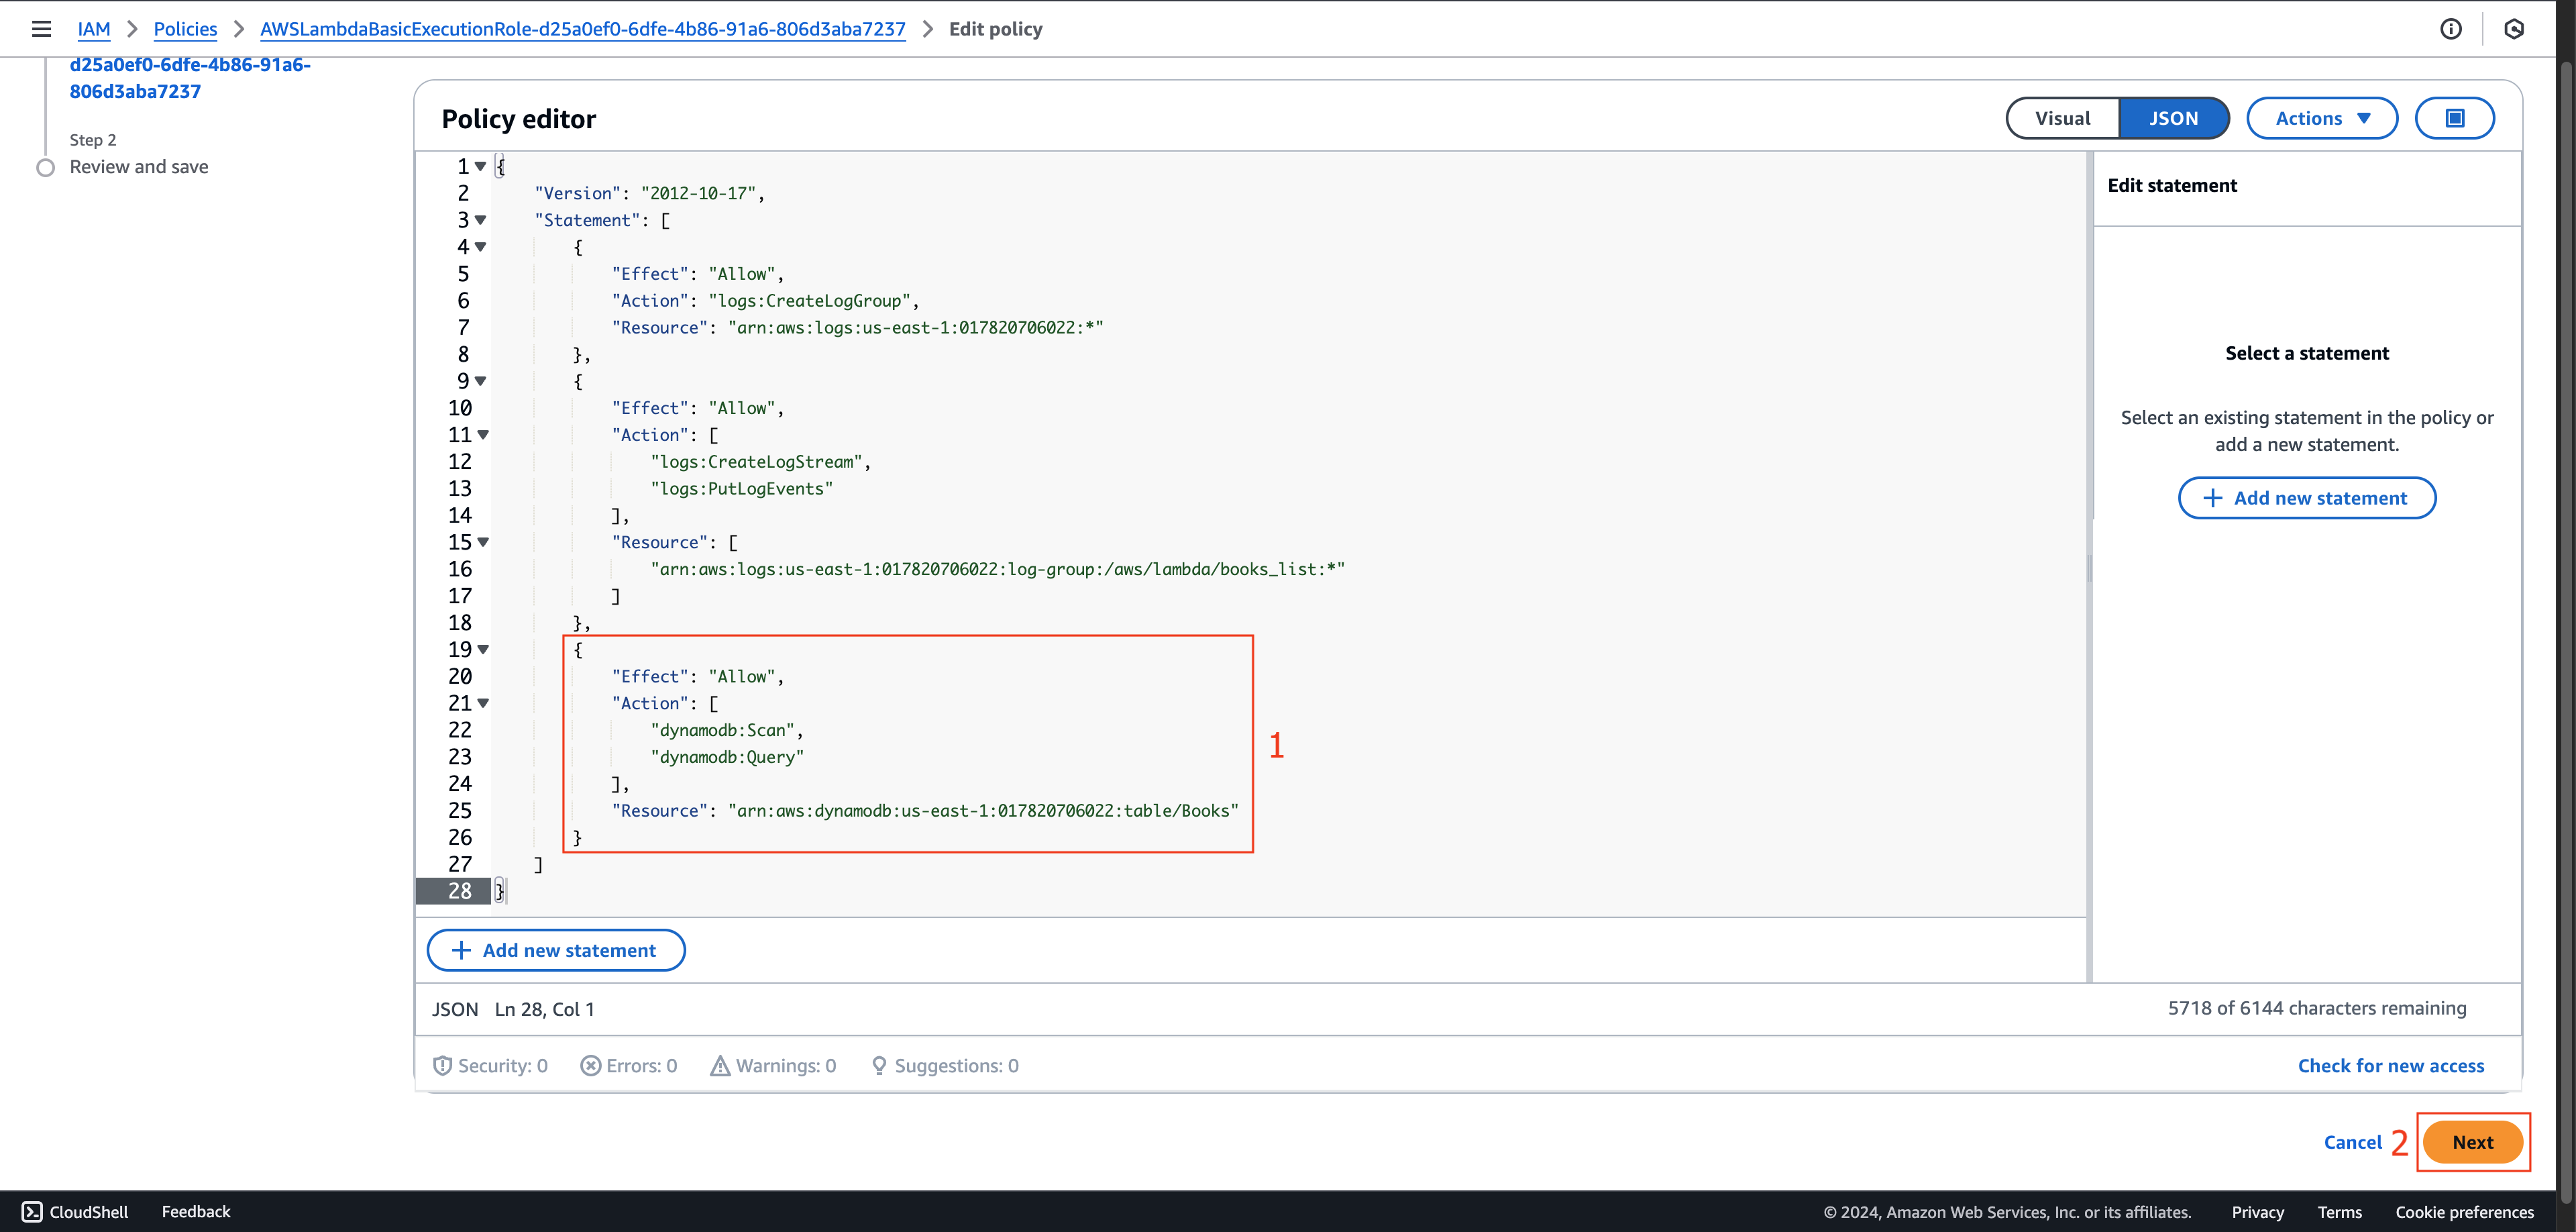 IAM > Policies > AWSLambdaBasicExecutionRole-d25a0ef0-6dfe-4b86-91a6-806d3aba7237 > Edit policy
d25a0ef0-6dfe-4b86-91a6-
806d3aba7237
Step 2
Review and save
Policy editor
Visual
JSON
Actions
1 {
2 "Version": "2012-10-17",
3 "Statement": [
4 {
5 "Effect": "Allow",
6 "Action": "logs:CreateLogGroup",
7 "Resource": "arn:aws:logs:us-east-1:017820706022:*"
8 },
9 {
10 "Effect": "Allow",
11 "Action": [
12 "logs:CreateLogStream",
13 "logs:PutLogEvents"
14 ],
15 "Resource": [
16 "arn:aws:logs:us-east-1:017820706022:log-group:/aws/lambda/books_list:*"
17 ]
18 },
19 {
20 "Effect": "Allow",
21 "Action": [
22 "dynamodb:Scan",
23 "dynamodb:Query"
24 ],
25 "Resource": "arn:aws:dynamodb:us-east-1:017820706022:table/Books"
26 }
27 ]
28 }
1
Edit statement
Select a statement
Select an existing statement in the policy or
add a new statement.
+ Add new statement
+ Add new statement
JSON Ln 28, Col 1
5718 of 6144 characters remaining
Security: 0
Errors: 0
Warnings: 0
Suggestions: 0
Check for new access
Cancel
2
Next
CloudShell
Feedback
© 2024, Amazon Web Services, Inc. or its affiliates.
Privacy
Terms
Cookie preferences